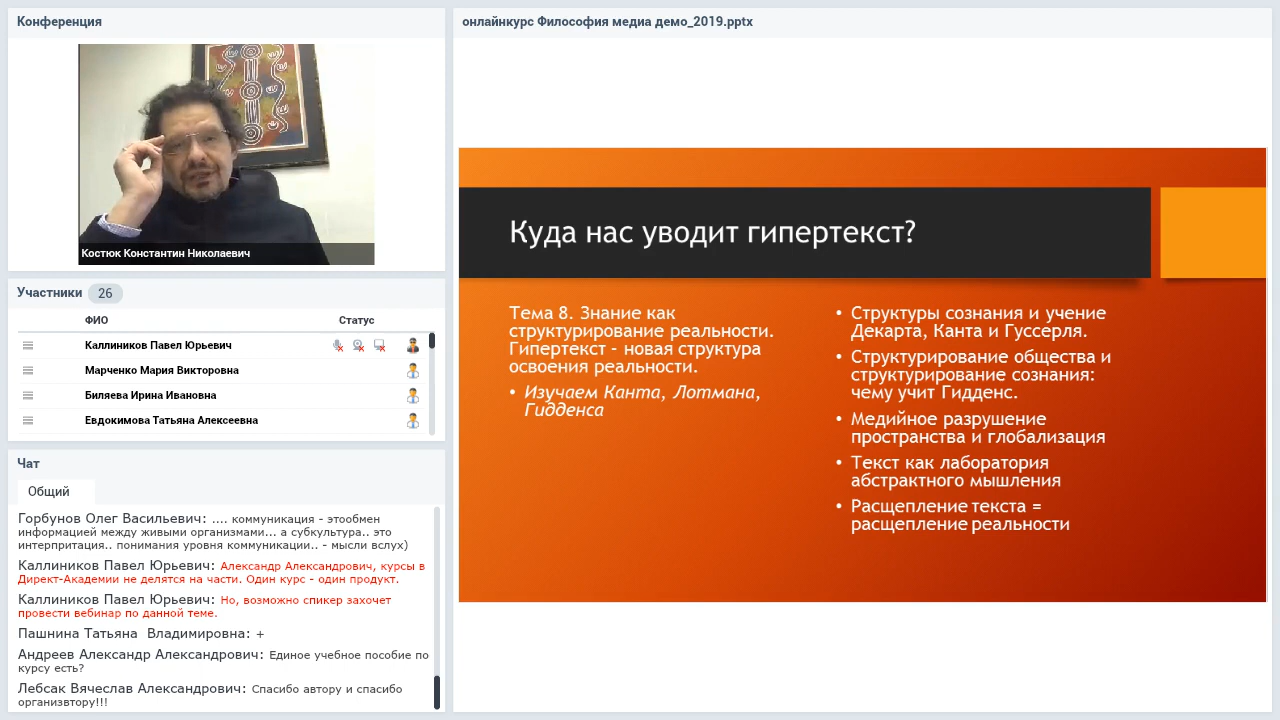 Конференция
Костюк Константин Николаевич
Участники 26
ФИО Статус
Каллиников Павел Юрьевич
Марченко Мария Викторовна
Биляева Ирина Ивановна
Евдокимова Татьяна Алексеевна
Чат
Общий
Горбунов Олег Васильевич: .... коммуникация - этообмен
информацией между живыми организмами... а субкультура.. это
интерпритация.. понимания уровня коммуникации.. - мысли вслух)
Каллиников Павел Юрьевич: Александр Александрович, курсы в
Директ-Академии не делятся на части. Один курс - один продукт.
Каллиников Павел Юрьевич: Но, возможно спикер захочет
провести вебинар по данной теме.
Пашнина Татьяна Владимировна: +
Андреев Александр Александрович: Единое учебное пособие по
курсу есть?
Лебсак Вячеслав Александрович: Спасибо автору и спасибо
организвтору!!!
онлайнкурс Философия медиа демо_2019.pptx
Куда нас уводит гипертекст?
Тема 8. Знание как
структурирование реальности.
Гипертекст – новая структура
освоения реальности.
• Изучаем Канта, Лотмана,
Гидденса
• Структуры сознания и учение
Декарта, Канта и Гуссерля.
• Структурирование общества и
структурирование сознания:
чему учит Гидденс.
• Медийное разрушение
пространства и глобализация
• Текст как лаборатория
абстрактного мышления
• Расщепление текста =
расщепление реальности